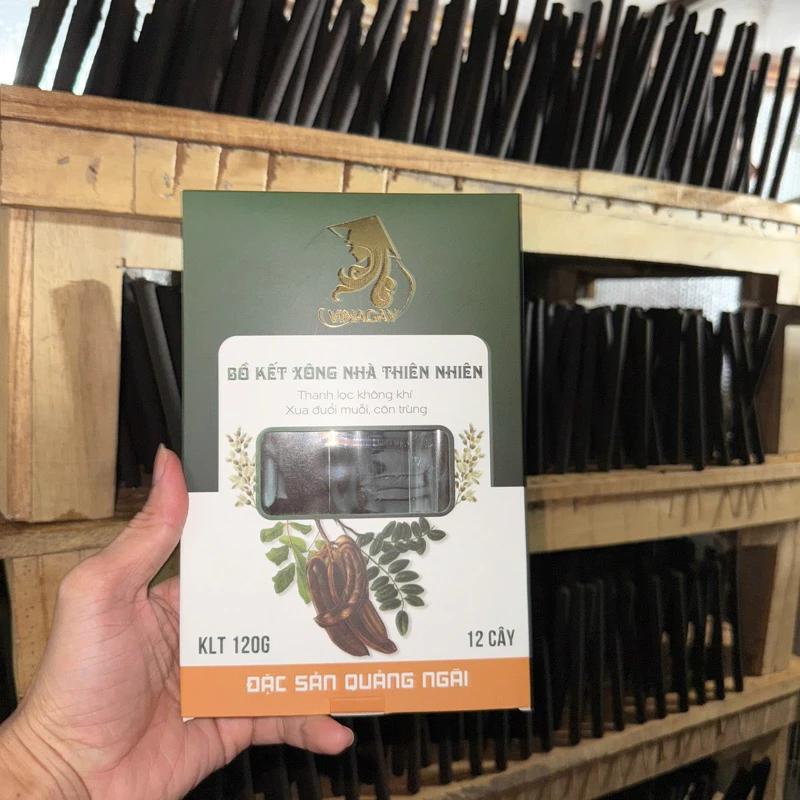 VINAGAN
BỒ KẾT XÔNG NHÀ THIÊN NHIÊN
Thanh lọc không khí
Xua đuổi muỗi, côn trùng
KLT 120G
12 CÂY
ĐẶC SẢN QUẢNG NGÃI